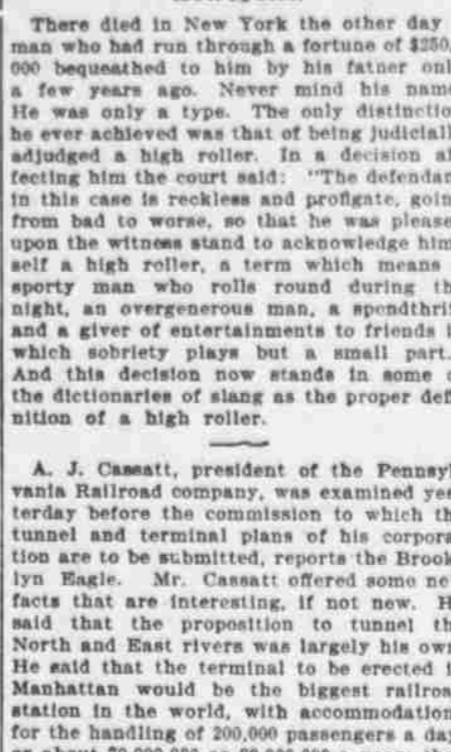 There died in New York the other day
man who had run through a fortune of $250,
000 bequeathed to him by his fatner onl
a few years ago. Never mind his name
He was only a type. The only distinctio
he ever achieved was that of being judiciall
adjudged a high roller. In a decision af
fecting him the court said: "The defendan
in this case is reckless and profigate, goin
from bad to worse, so that he was please
upon the witness stand to acknowledge him
self a high roller, a term which means
sporty man who rolls round during th
night, an overgenerous man, a spendthrif
and a giver of entertainments to friends i
which sobriety plays but a small part.
And this decision now stands in some o
the dictionaries of slang as the proper defi
nition of a high roller.
A. J. Cassatt, president of the Pennsyl
vania Railroad company, was examined yes
terday before the commission to which th
tunnel and terminal plans of his corpora
tion are to be submitted, reports the Brook
lyn Eagle. Mr. Cassatt offered some ne
facts that are interesting, if not new. H
said that the proposition to tunnel th
North and East rivers was largely his own
He said that the terminal to be erected i
Manhattan would be the biggest railroa
station in the world, with accommodation
for the handling of 200,000 passengers a day